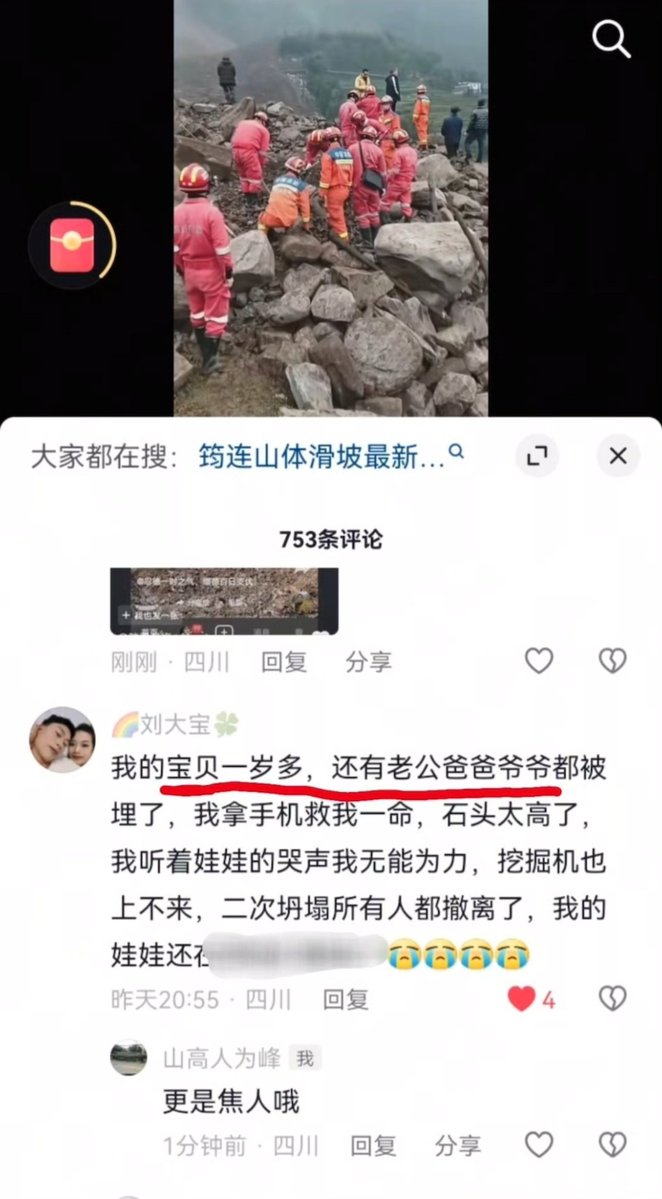 大家都在搜： 筠连山体滑坡最新...
753条评论
+ 我也发一张
刚刚 · 四川 回复 分享
🌈刘大宝🍀
我的宝贝一岁多，还有老公爸爸爷爷都被
埋了，我拿手机救我一命，石头太高了，
我听着娃娃的哭声我无能为力，挖掘机也
上不来，二次坍塌所有人都撤离了，我的
娃娃还在😭😭😭😭
昨天20:55 · 四川 回复 4
山高人为峰 我
更是焦人哦
1分钟前 · 四川 回复 分享